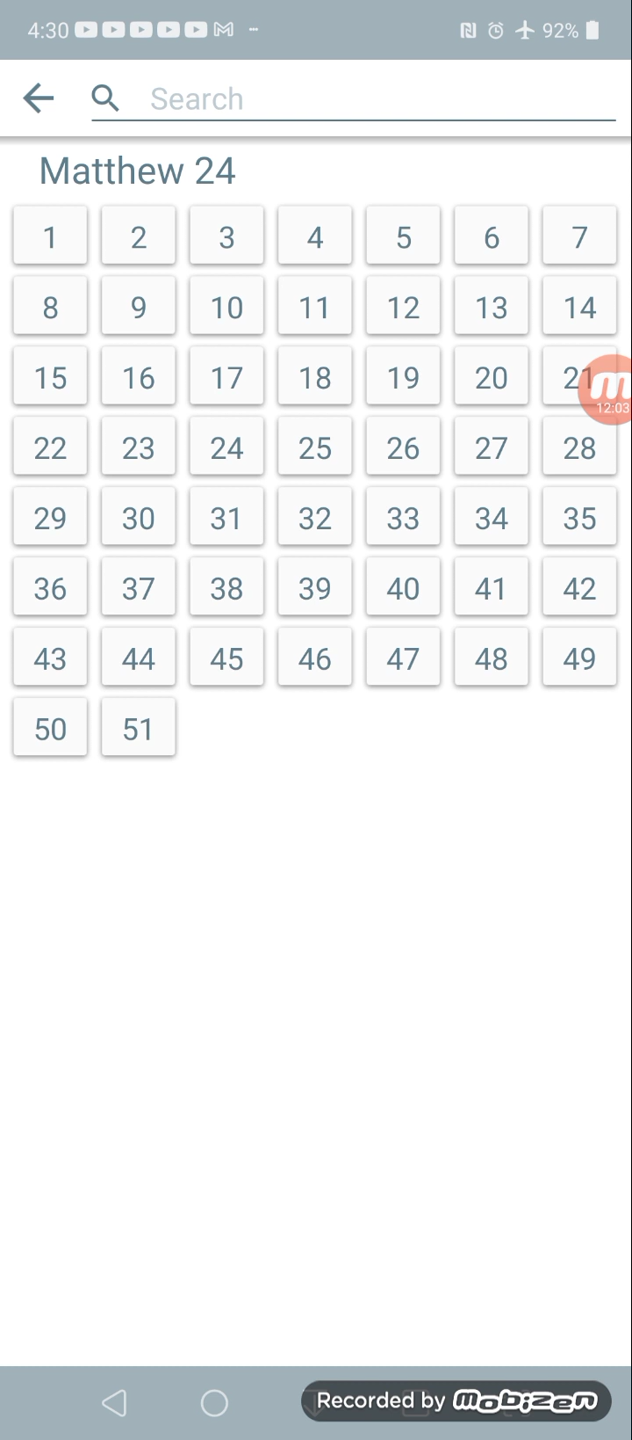 4:30 92%
Search
Matthew 24
1 2 3 4 5 6 7
8 9 10 11 12 13 14
15 16 17 18 19 20 21
m
12:03
22 23 24 25 26 27 28
29 30 31 32 33 34 35
36 37 38 39 40 41 42
43 44 45 46 47 48 49
50 51
Recorded by mobizen